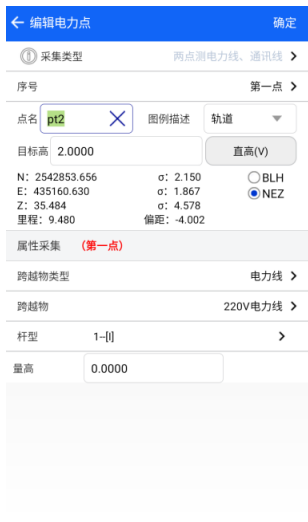 编辑电力点 确定
采集类型 两点测电力线、通讯线
序号 第一点
点名 pt2 图例描述 轨道
目标高 2.0000 直高(V)
N: 2542853.656 σ: 2.150 BLH
E: 435160.630 σ: 1.867 NEZ
Z: 35.484 σ: 4.578
里程: 9.480 偏距: -4.002
属性采集 (第一点)
跨越物类型 电力线
跨越物 220V电力线
杆型 1--[I]
量高 0.0000